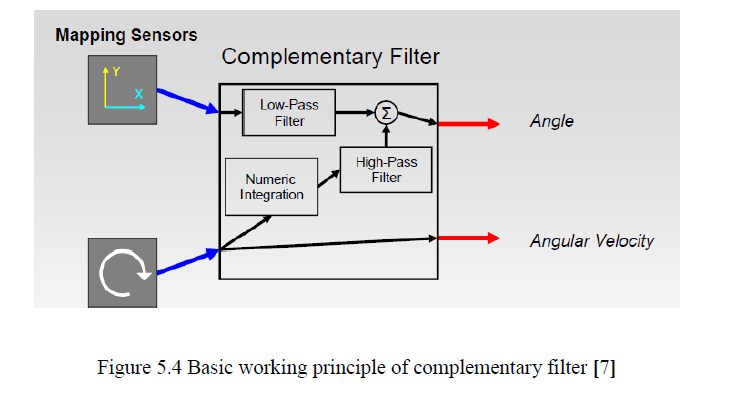 Mapping Sensors
Complementary Filter
Y
X
Low-Pass
Filter
Σ
Angle
Numeric
Integration
High-Pass
Filter
Angular Velocity
Figure 5.4 Basic working principle of complementary filter [7]